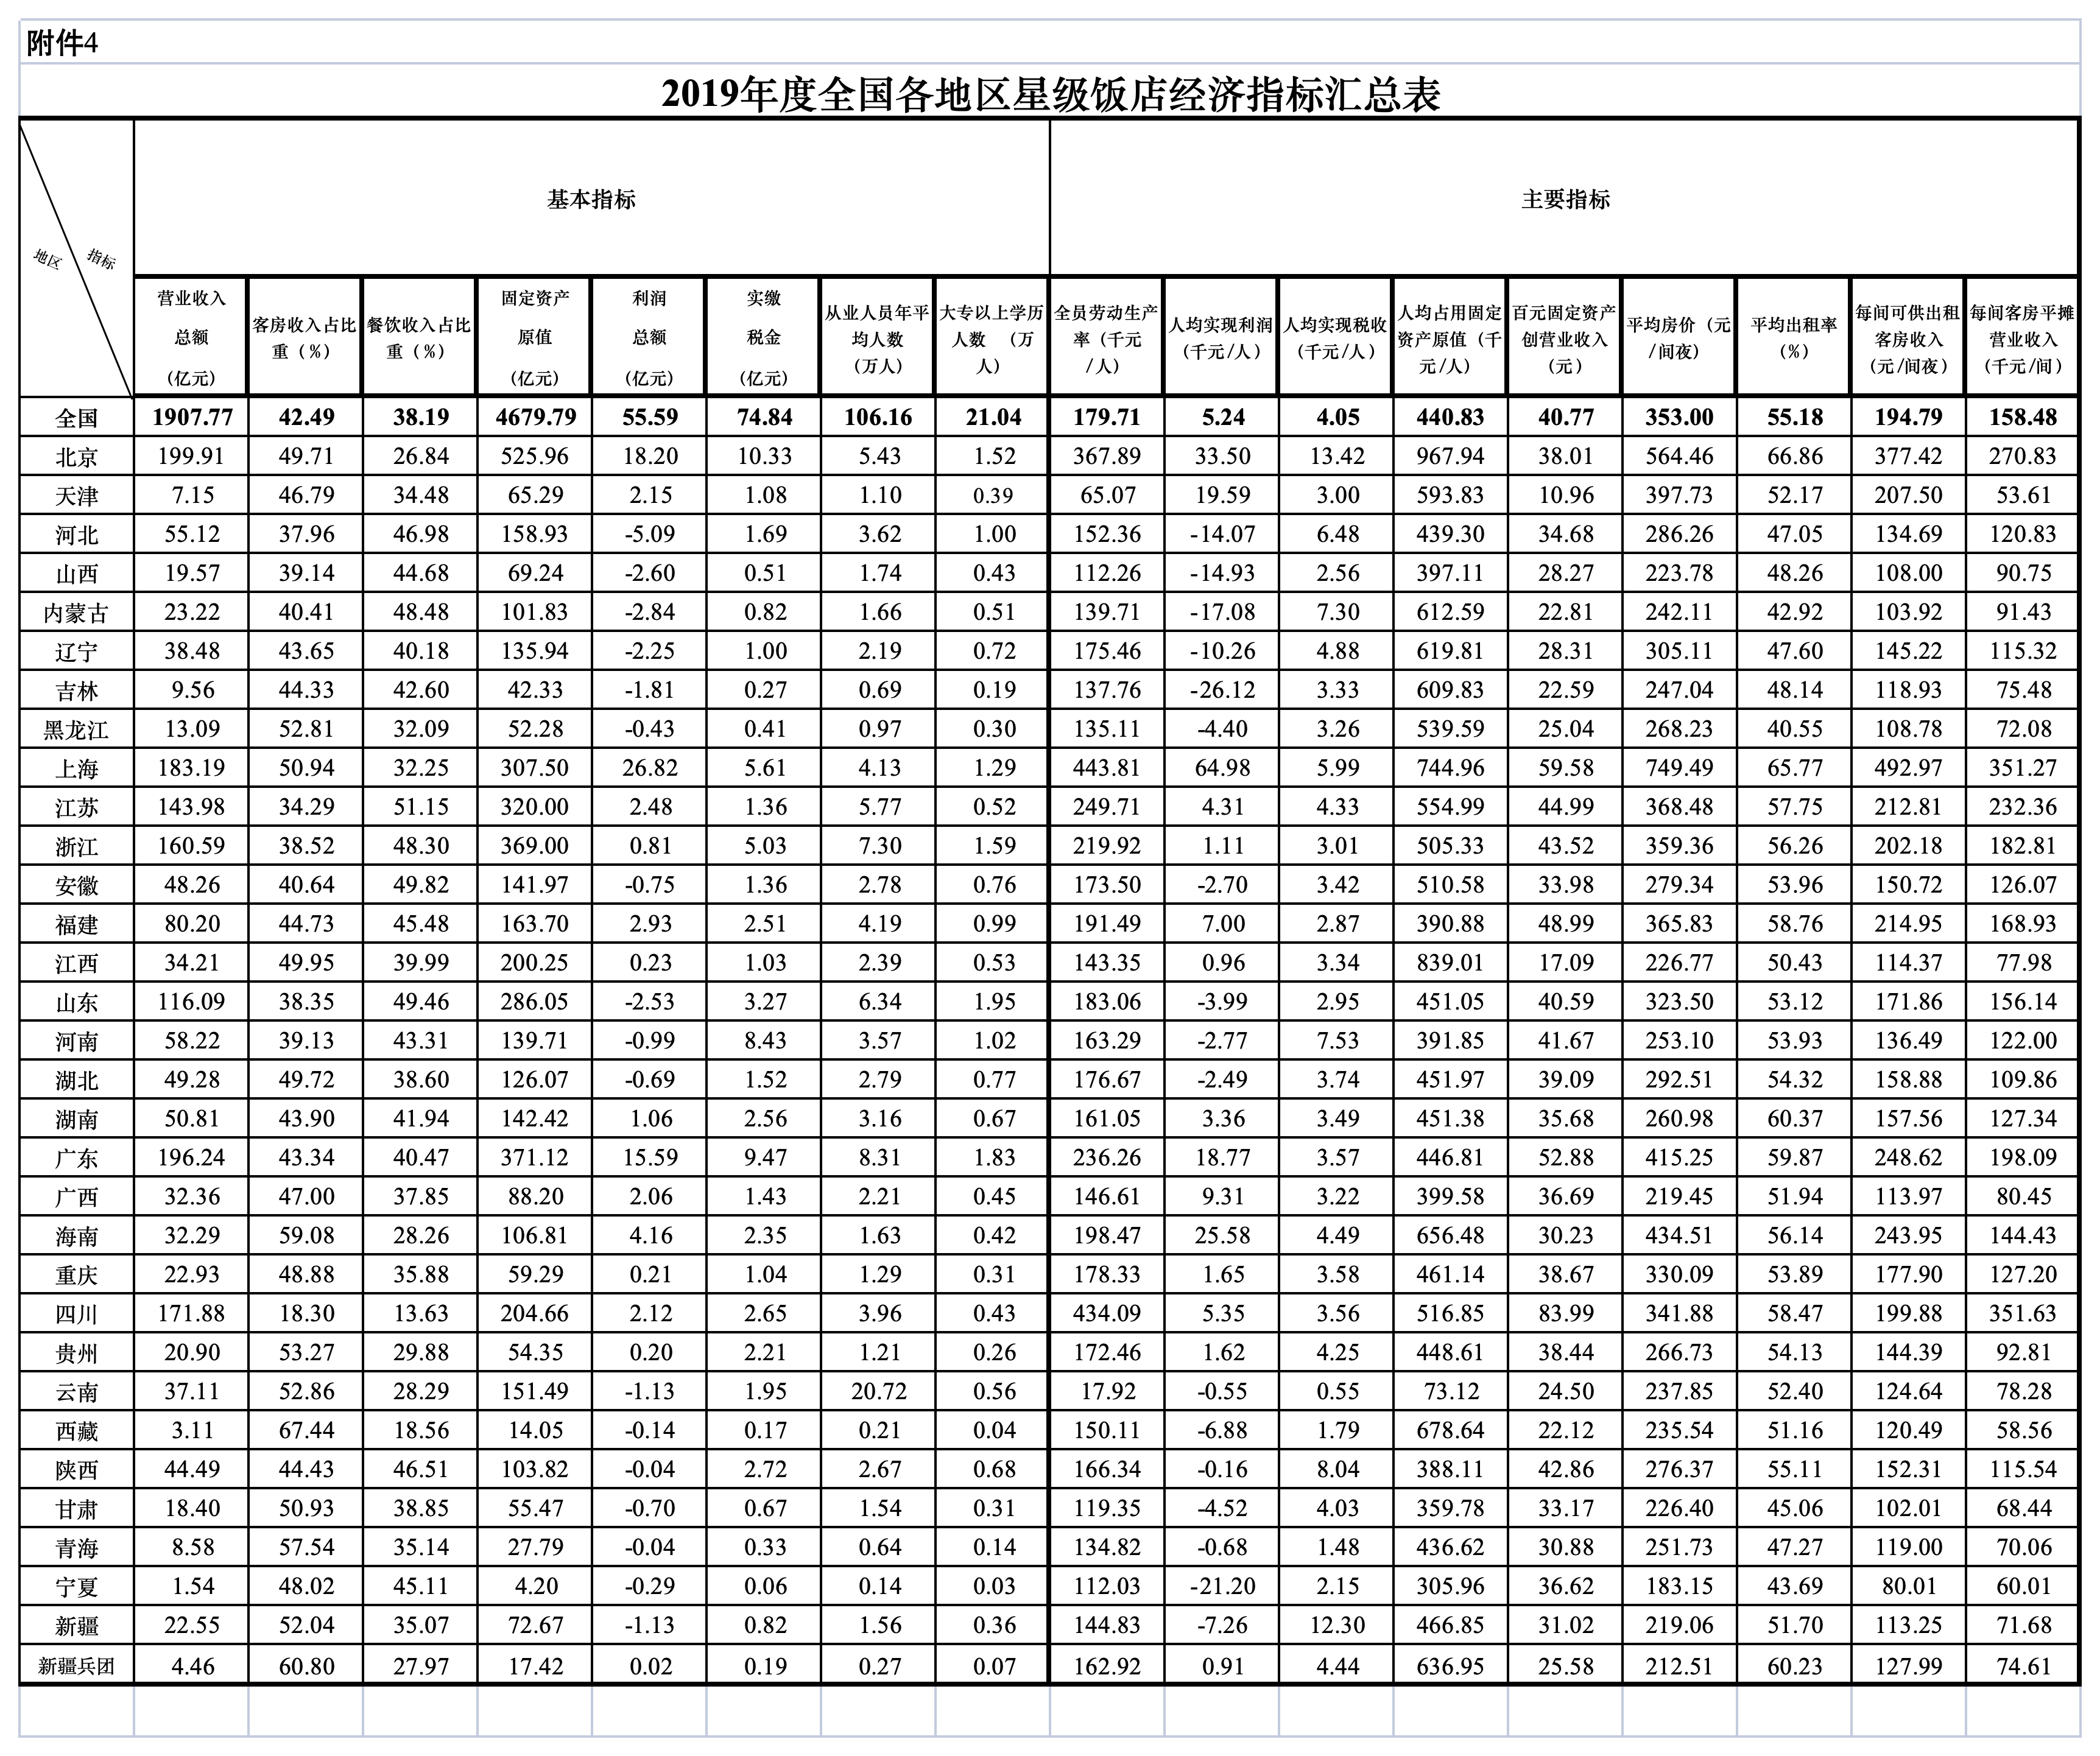 附件4
2019年度全国各地区星级饭店经济指标汇总表
地区 指标 基本指标 主要指标
营业收入总额（亿元） 客房收入占比重（%） 餐饮收入占比重（%） 固定资产原值（亿元） 利润总额（亿元） 实缴税金（亿元） 从业人员年平均人数（万人） 大专以上学历人数 （万人） 全员劳动生产率（千元/人） 人均实现利润（千元/人） 人均实现税收（千元/人） 人均占用固定资产原值（千元/人） 百元固定资产创营业收入（元） 平均房价（元/间夜） 平均出租率（%） 每间可供出租客房收入（元/间夜） 每间客房平摊营业收入（千元/间）
全国 1907.77 42.49 38.19 4679.79 55.59 74.84 106.16 21.04 179.71 5.24 4.05 440.83 40.77 353.00 55.18 194.79 158.48
北京 199.91 49.71 26.84 525.96 18.20 10.33 5.43 1.52 367.89 33.50 13.42 967.94 38.01 564.46 66.86 377.42 270.83
天津 7.15 46.79 34.48 65.29 2.15 1.08 1.10 0.39 65.07 19.59 3.00 593.83 10.96 397.73 52.17 207.50 53.61
河北 55.12 37.96 46.98 158.93 -5.09 1.69 3.62 1.00 152.36 -14.07 6.48 439.30 34.68 286.26 47.05 134.69 120.83
山西 19.57 39.14 44.68 69.24 -2.60 0.51 1.74 0.43 112.26 -14.93 2.56 397.11 28.27 223.78 48.26 108.00 90.75
内蒙古 23.22 40.41 48.48 101.83 -2.84 0.82 1.66 0.51 139.71 -17.08 7.30 612.59 22.81 242.11 42.92 103.92 91.43
辽宁 38.48 43.65 40.18 135.94 -2.25 1.00 2.19 0.72 175.46 -10.26 4.88 619.81 28.31 305.11 47.60 145.22 115.32
吉林 9.56 44.33 42.60 42.33 -1.81 0.27 0.69 0.19 137.76 -26.12 3.33 609.83 22.59 247.04 48.14 118.93 75.48
黑龙江 13.09 52.81 32.09 52.28 -0.43 0.41 0.97 0.30 135.11 -4.40 3.26 539.59 25.04 268.23 40.55 108.78 72.08
上海 183.19 50.94 32.25 307.50 26.82 5.61 4.13 1.29 443.81 64.98 5.99 744.96 59.58 749.49 65.77 492.97 351.27
江苏 143.98 34.29 51.15 320.00 2.48 1.36 5.77 0.52 249.71 4.31 4.33 554.99 44.99 368.48 57.75 212.81 232.36
浙江 160.59 38.52 48.30 369.00 0.81 5.03 7.30 1.59 219.92 1.11 3.01 505.33 43.52 359.36 56.26 202.18 182.81
安徽 48.26 40.64 49.82 141.97 -0.75 1.36 2.78 0.76 173.50 -2.70 3.42 510.58 33.98 279.34 53.96 150.72 126.07
福建 80.20 44.73 45.48 163.70 2.93 2.51 4.19 0.99 191.49 7.00 2.87 390.88 48.99 365.83 58.76 214.95 168.93
江西 34.21 49.95 39.99 200.25 0.23 1.03 2.39 0.53 143.35 0.96 3.34 839.01 17.09 226.77 50.43 114.37 77.98
山东 116.09 38.35 49.46 286.05 -2.53 3.27 6.34 1.95 183.06 -3.99 2.95 451.05 40.59 323.50 53.12 171.86 156.14
河南 58.22 39.13 43.31 139.71 -0.99 8.43 3.57 1.02 163.29 -2.77 7.53 391.85 41.67 253.10 53.93 136.49 122.00
湖北 49.28 49.72 38.60 126.07 -0.69 1.52 2.79 0.77 176.67 -2.49 3.74 451.97 39.09 292.51 54.32 158.88 109.86
湖南 50.81 43.90 41.94 142.42 1.06 2.56 3.16 0.67 161.05 3.36 3.49 451.38 35.68 260.98 60.37 157.56 127.34
广东 196.24 43.34 40.47 371.12 15.59 9.47 8.31 1.83 236.26 18.77 3.57 446.81 52.88 415.25 59.87 248.62 198.09
广西 32.36 47.00 37.85 88.20 2.06 1.43 2.21 0.45 146.61 9.31 3.22 399.58 36.69 219.45 51.94 113.97 80.45
海南 32.29 59.08 28.26 106.81 4.16 2.35 1.63 0.42 198.47 25.58 4.49 656.48 30.23 434.51 56.14 243.95 144.43
重庆 22.93 48.88 35.88 59.29 0.21 1.04 1.29 0.31 178.33 1.65 3.58 461.14 38.67 330.09 53.89 177.90 127.20
四川 171.88 18.30 13.63 204.66 2.12 2.65 3.96 0.43 434.09 5.35 3.56 516.85 83.99 341.88 58.47 199.88 351.63
贵州 20.90 53.27 29.88 54.35 0.20 2.21 1.21 0.26 172.46 1.62 4.25 448.61 38.44 266.73 54.13 144.39 92.81
云南 37.11 52.86 28.29 151.49 -1.13 1.95 20.72 0.56 17.92 -0.55 0.55 73.12 24.50 237.85 52.40 124.64 78.28
西藏 3.11 67.44 18.56 14.05 -0.14 0.17 0.21 0.04 150.11 -6.88 1.79 678.64 22.12 235.54 51.16 120.49 58.56
陕西 44.49 44.43 46.51 103.82 -0.04 2.72 2.67 0.68 166.34 -0.16 8.04 388.11 42.86 276.37 55.11 152.31 115.54
甘肃 18.40 50.93 38.85 55.47 -0.70 0.67 1.54 0.31 119.35 -4.52 4.03 359.78 33.17 226.40 45.06 102.01 68.44
青海 8.58 57.54 35.14 27.79 -0.04 0.33 0.64 0.14 134.82 -0.68 1.48 436.62 30.88 251.73 47.27 119.00 70.06
宁夏 1.54 48.02 45.11 4.20 -0.29 0.06 0.14 0.03 112.03 -21.20 2.15 305.96 36.62 183.15 43.69 80.01 60.01
新疆 22.55 52.04 35.07 72.67 -1.13 0.82 1.56 0.36 144.83 -7.26 12.30 466.85 31.02 219.06 51.70 113.25 71.68
新疆兵团 4.46 60.80 27.97 17.42 0.02 0.19 0.27 0.07 162.92 0.91 4.44 636.95 25.58 212.51 60.23 127.99 74.61